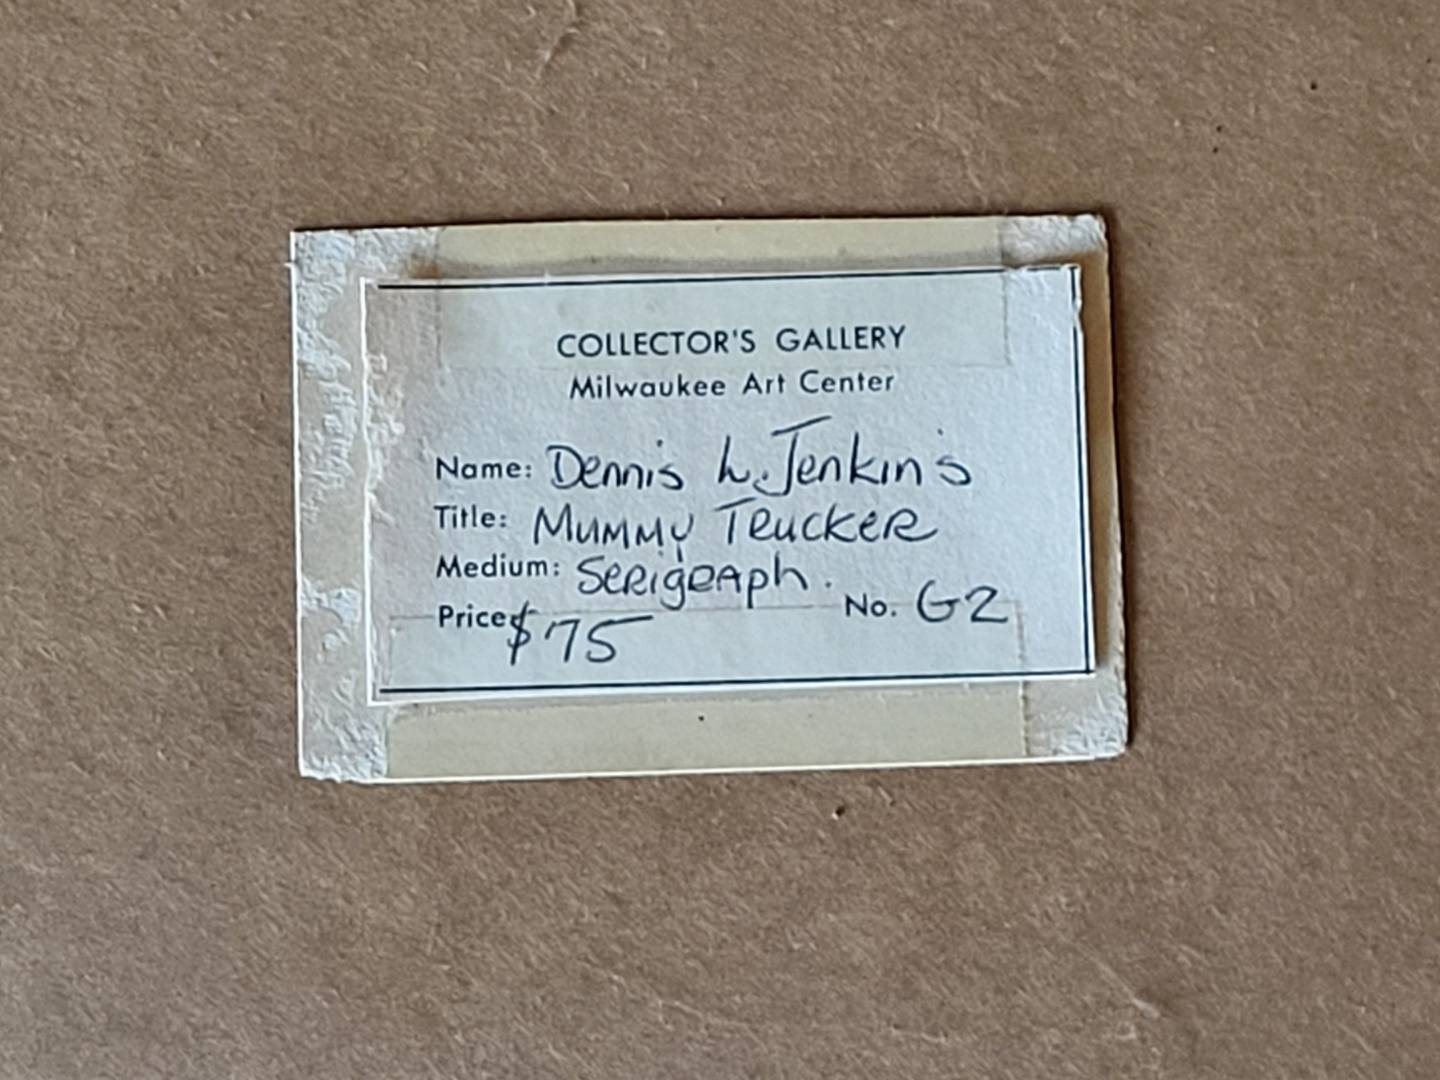 COLLECTOR'S GALLERY
Milwaukee Art Center
Name: Dennis L. Jenkins
Title: Mummy Trucker
Medium: Serigraph.
Price: $75 No. G2